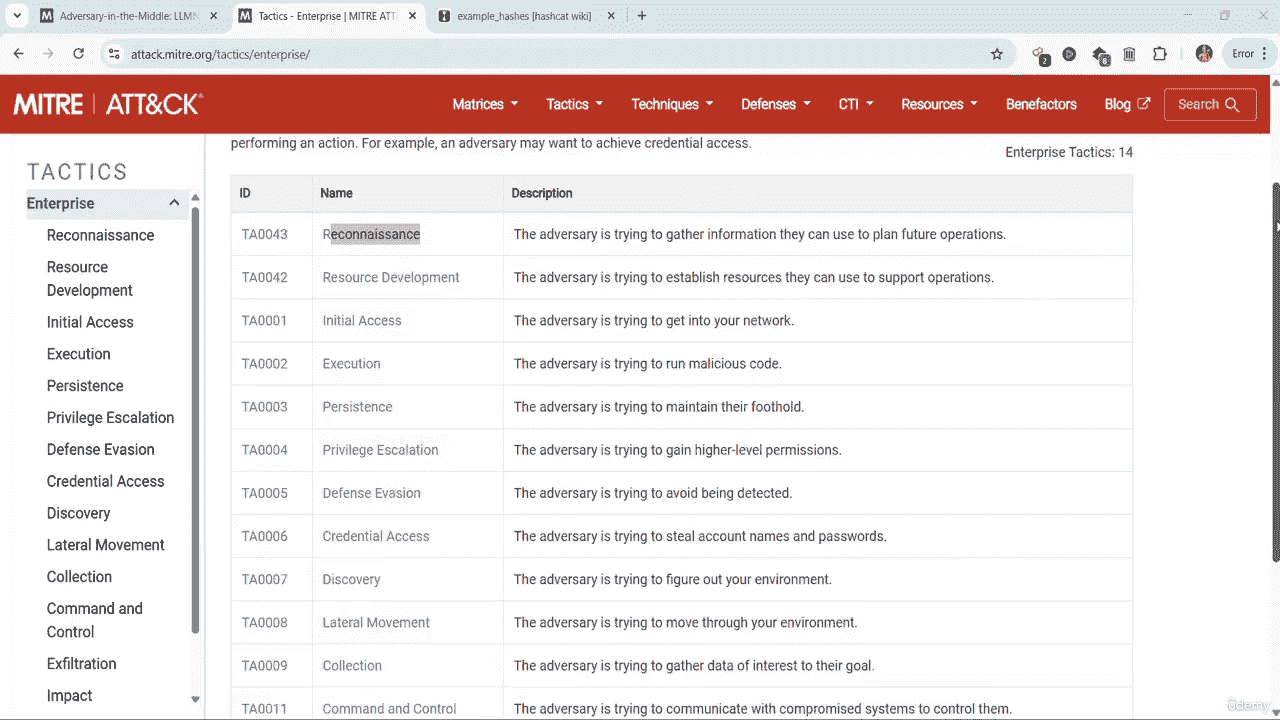 Adversary-in-the-Middle: LLMN
Tactics - Enterprise | MITRE ATT
example_hashes [hashcat wiki]
attack.mitre.org/tactics/enterprise/
2
6
Error
MITRE | ATT&CK®
Matrices
Tactics
Techniques
Defenses
CTI
Resources
Benefactors
Blog
Search
performing an action. For example, an adversary may want to achieve credential access.
Enterprise Tactics: 14
TACTICS
Enterprise
Reconnaissance
Resource
Development
Initial Access
Execution
Persistence
Privilege Escalation
Defense Evasion
Credential Access
Discovery
Lateral Movement
Collection
Command and
Control
Exfiltration
Impact
ID Name Description
TA0043 Reconnaissance The adversary is trying to gather information they can use to plan future operations.
TA0042 Resource Development The adversary is trying to establish resources they can use to support operations.
TA0001 Initial Access The adversary is trying to get into your network.
TA0002 Execution The adversary is trying to run malicious code.
TA0003 Persistence The adversary is trying to maintain their foothold.
TA0004 Privilege Escalation The adversary is trying to gain higher-level permissions.
TA0005 Defense Evasion The adversary is trying to avoid being detected.
TA0006 Credential Access The adversary is trying to steal account names and passwords.
TA0007 Discovery The adversary is trying to figure out your environment.
TA0008 Lateral Movement The adversary is trying to move through your environment.
TA0009 Collection The adversary is trying to gather data of interest to their goal.
TA0011 Command and Control The adversary is trying to communicate with compromised systems to control them.
Udemy